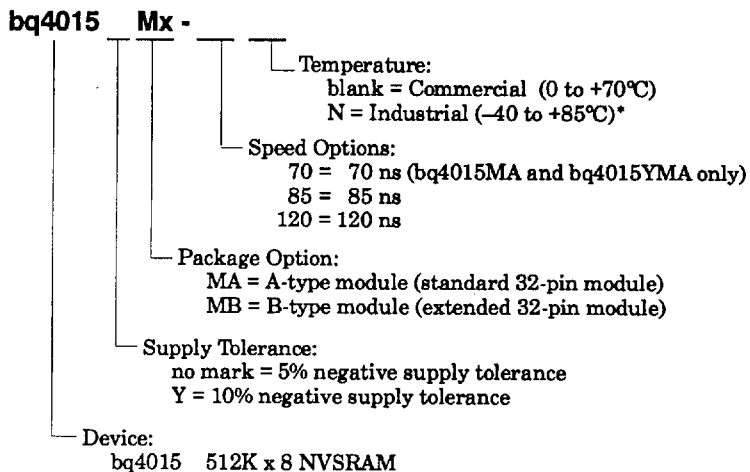 bq4015 Mx -
Temperature:
blank = Commercial (0 to +70°C)
N = Industrial (–40 to +85°C)*
Speed Options:
70 = 70 ns (bq4015MA and bq4015YMA only)
85 = 85 ns
120 = 120 ns
Package Option:
MA = A-type module (standard 32-pin module)
MB = B-type module (extended 32-pin module)
Supply Tolerance:
no mark = 5% negative supply tolerance
Y = 10% negative supply tolerance
Device:
bq4015 512K x 8 NVSRAM